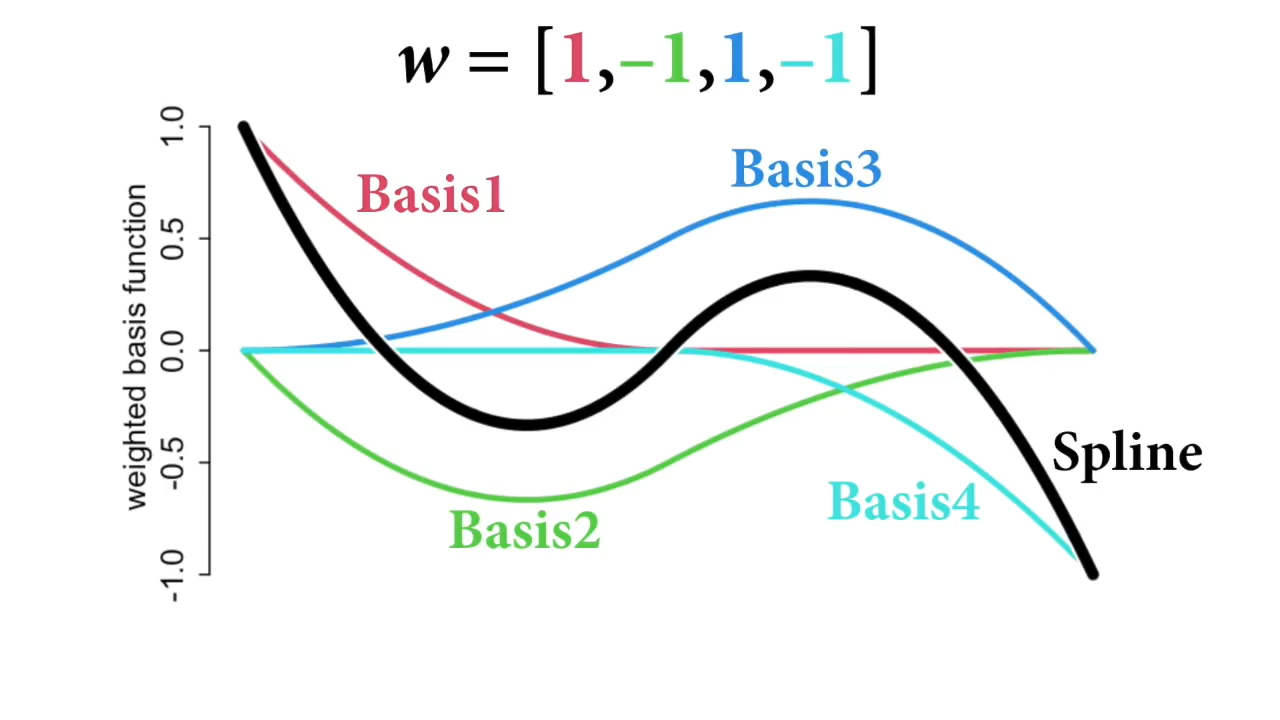 w = [1,−1,1,−1]
weighted basis function
1.0
0.5
0.0
-0.5
-1.0
Basis1
Basis3
Basis2
Basis4
Spline